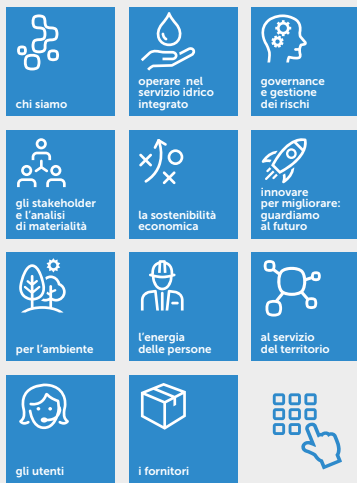 chi siamo
operare nel
servizio idrico
integrato
governance
e gestione
dei rischi
gli stakeholder
e l'analisi
di materialità
la sostenibilità
economica
innovare
per migliorare:
guardiamo
al futuro
per l'ambiente
l'energia
delle persone
al servizio
del territorio
gli utenti
i fornitori